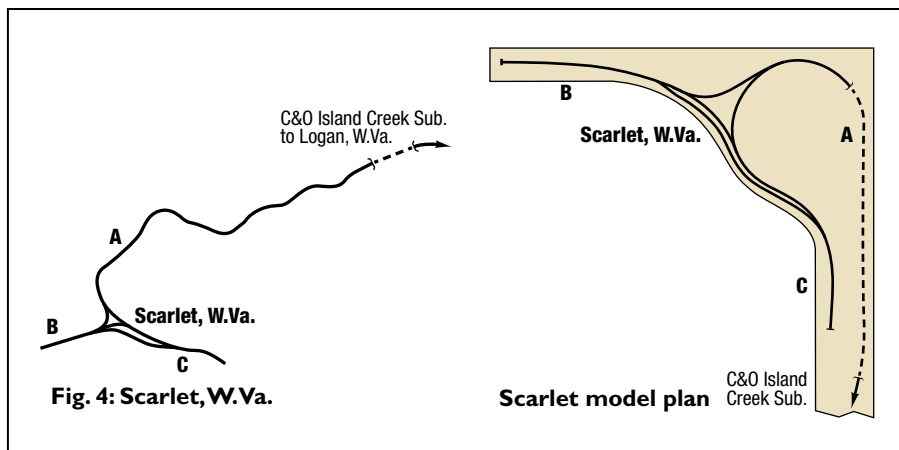 C&O Island Creek Sub.
to Logan, W.Va.
A
B
Scarlet, W.Va.
C
Fig. 4: Scarlet, W.Va.
B
A
Scarlet, W.Va.
C
C&O Island
Creek Sub.
Scarlet model plan